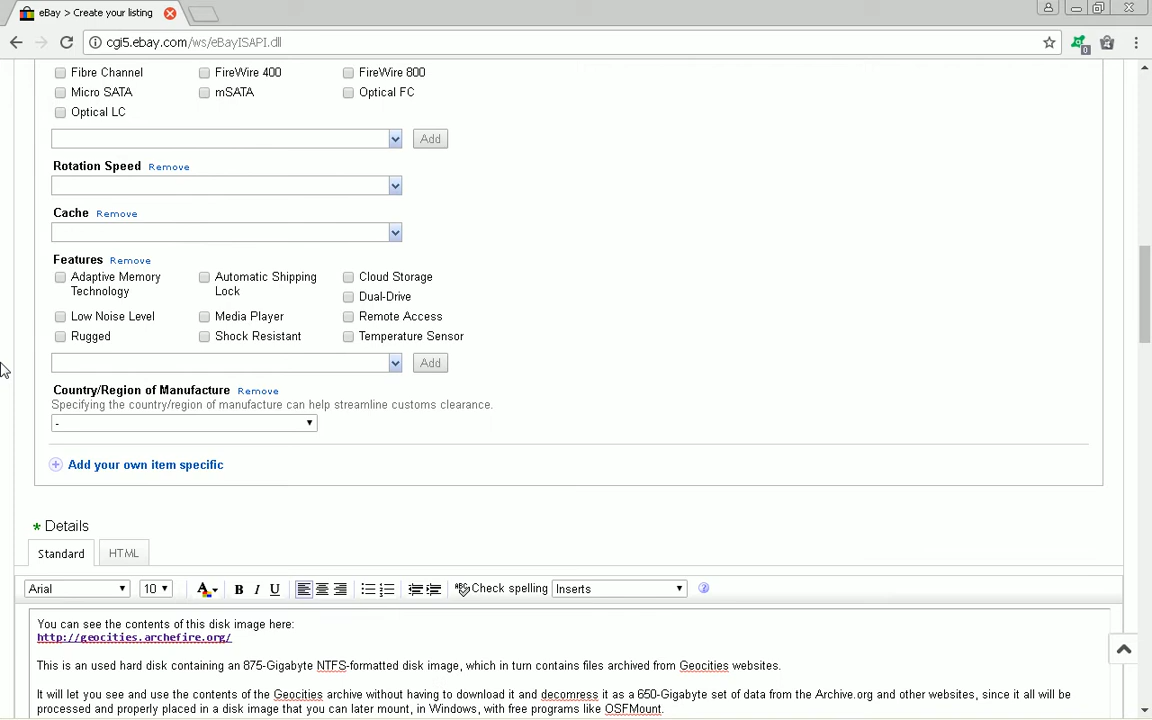 eBay > Create your listing
cgi5.ebay.com/ws/eBayISAPI.dll
0
Fibre Channel FireWire 400 FireWire 800
Micro SATA mSATA Optical FC
Optical LC
Add
Rotation Speed Remove
Cache Remove
Features Remove
Adaptive Memory Technology Automatic Shipping Lock Cloud Storage
Dual-Drive
Low Noise Level Media Player Remote Access
Rugged Shock Resistant Temperature Sensor
Add
Country/Region of Manufacture Remove
Specifying the country/region of manufacture can help streamline customs clearance.
-
Add your own item specific
* Details
Standard HTML
Arial 10 A B I U ABC Check spelling Inserts ?
You can see the contents of this disk image here:
http://geocities.archefire.org/
This is an used hard disk containing an 875-Gigabyte NTFS-formatted disk image, which in turn contains files archived from Geocities websites.
It will let you see and use the contents of the Geocities archive without having to download it and decomress it as a 650-Gigabyte set of data from the Archive.org and other websites, since it all will be
processed and properly placed in a disk image that you can later mount, in Windows, with free programs like OSFMount.